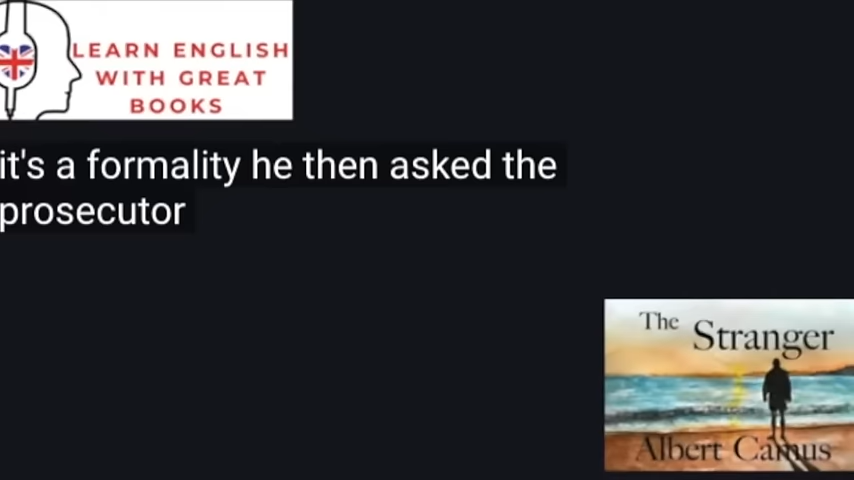 LEARN ENGLISH
WITH GREAT
BOOKS
it's a formality he then asked the
prosecutor
The Stranger
Albert Camus